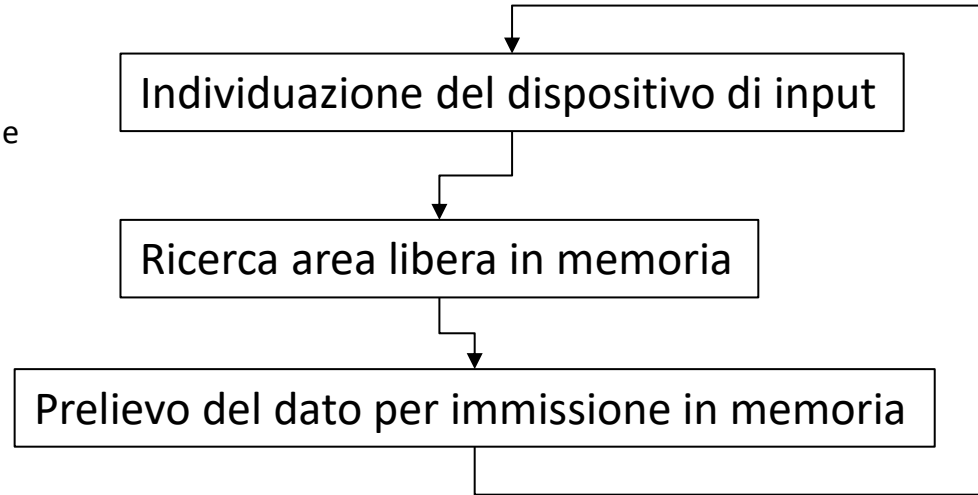 Individuazione del dispositivo di input
e
Ricerca area libera in memoria
Prelievo del dato per immissione in memoria